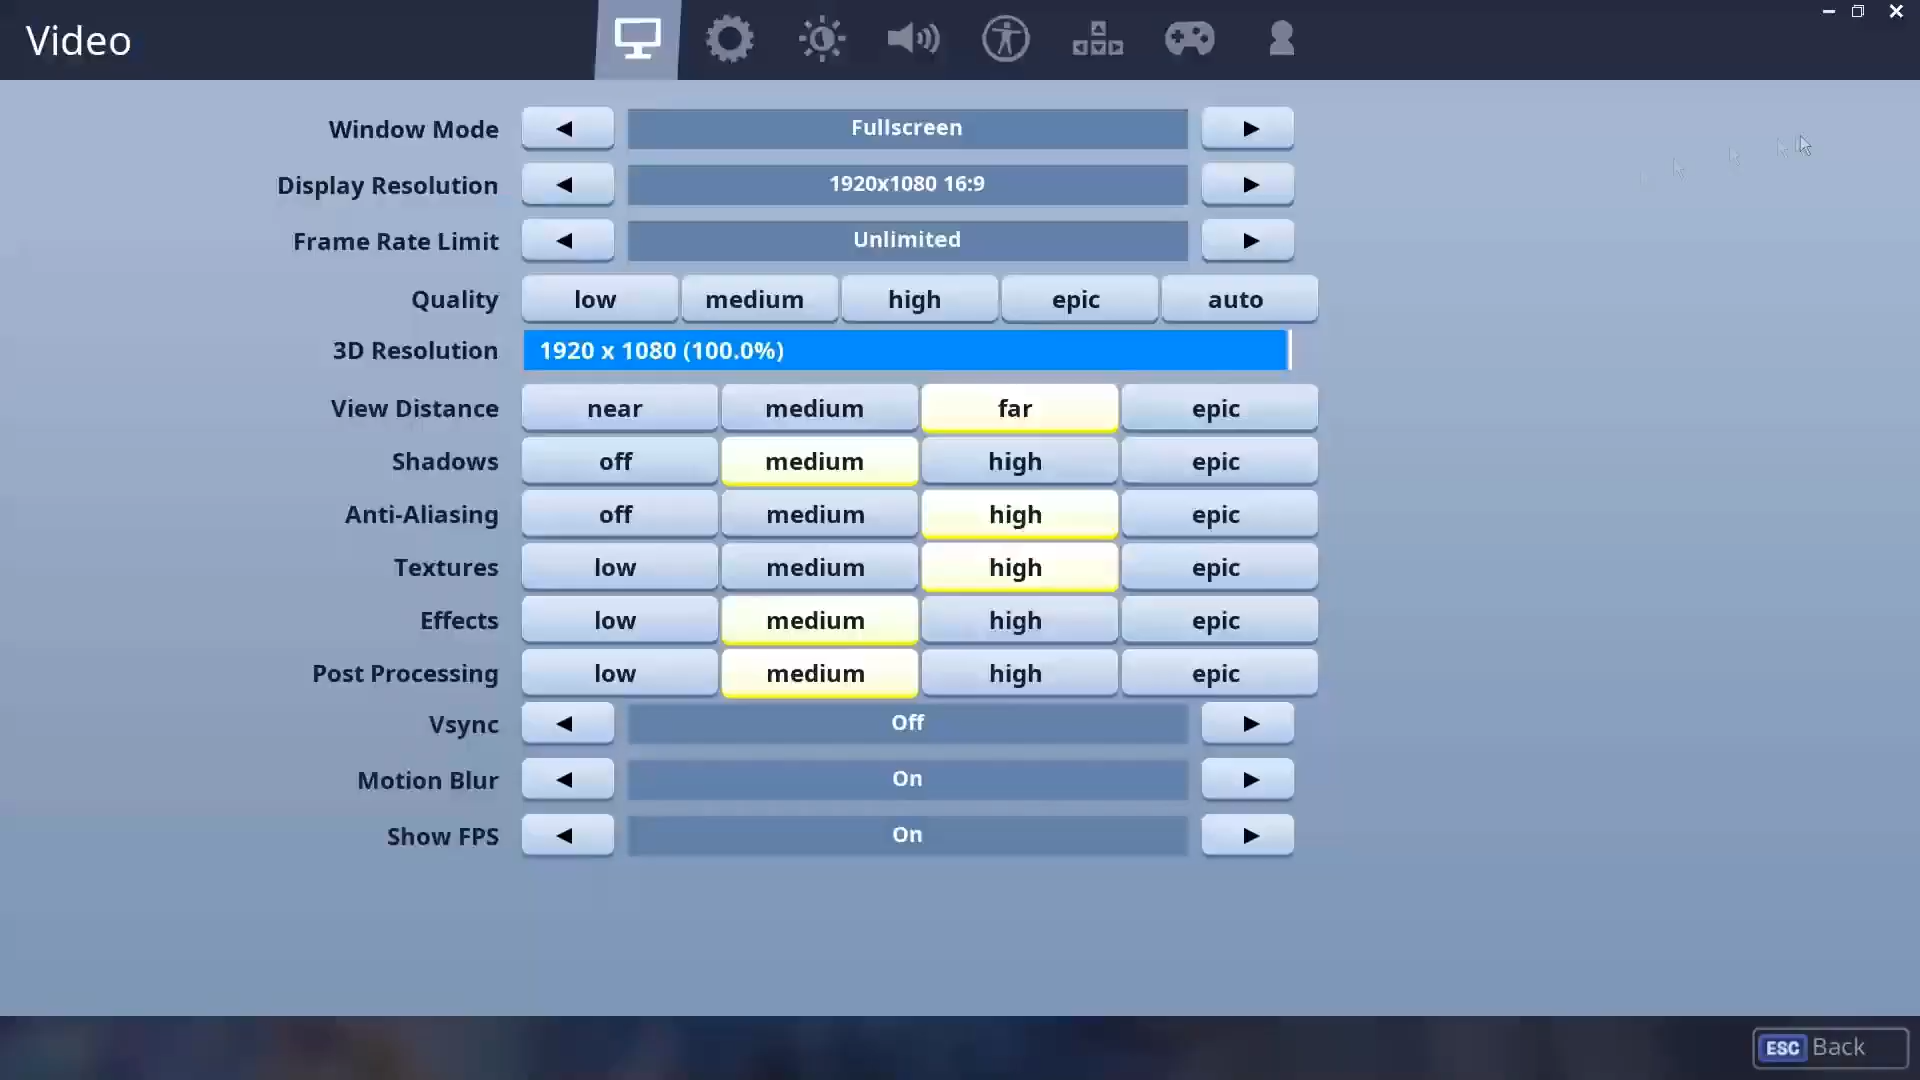 Video
Window Mode Fullscreen
Display Resolution 1920x1080 16:9
Frame Rate Limit Unlimited
Quality low medium high epic auto
3D Resolution 1920 x 1080 (100.0%)
View Distance near medium far epic
Shadows off medium high epic
Anti-Aliasing off medium high epic
Textures low medium high epic
Effects low medium high epic
Post Processing low medium high epic
Vsync Off
Motion Blur On
Show FPS On
ESC Back